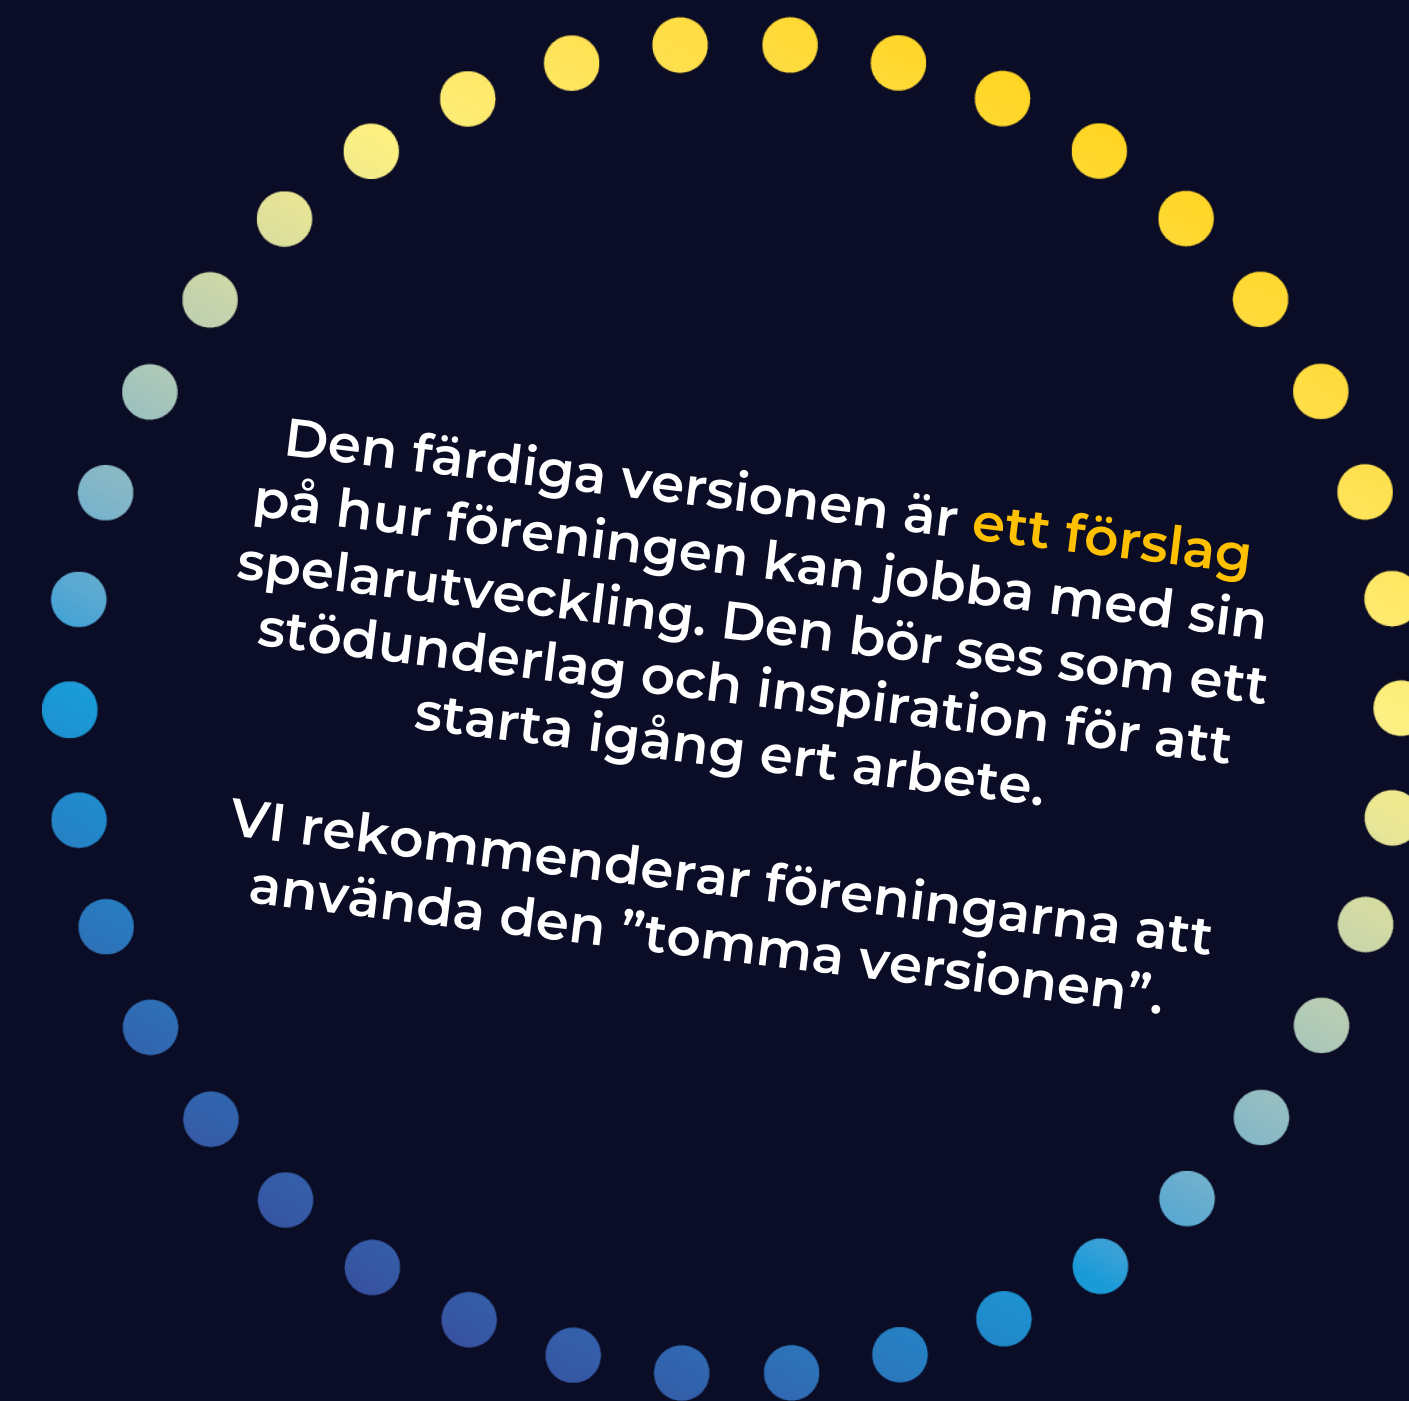 Den färdiga versionen är ett förslag
på hur föreningen kan jobba med sin
spelarutveckling. Den bör ses som ett
stödunderlag och inspiration för att
starta igång ert arbete.
VI rekommenderar föreningarna att
använda den ”tomma versionen”.